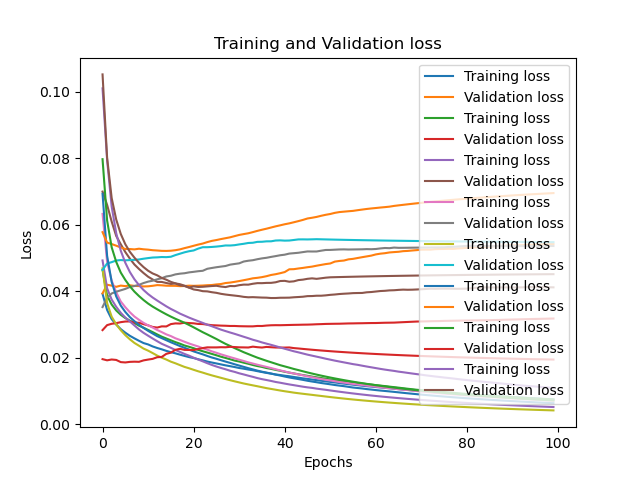 Training and Validation loss
Loss
0.10
0.08
0.06
0.04
0.02
0.00
Training loss
Validation loss
Training loss
Validation loss
Training loss
Validation loss
Training loss
Validation loss
Training loss
Validation loss
Training loss
Validation loss
Training loss
Validation loss
Training loss
Validation loss
0 20 40 60 80 100
Epochs